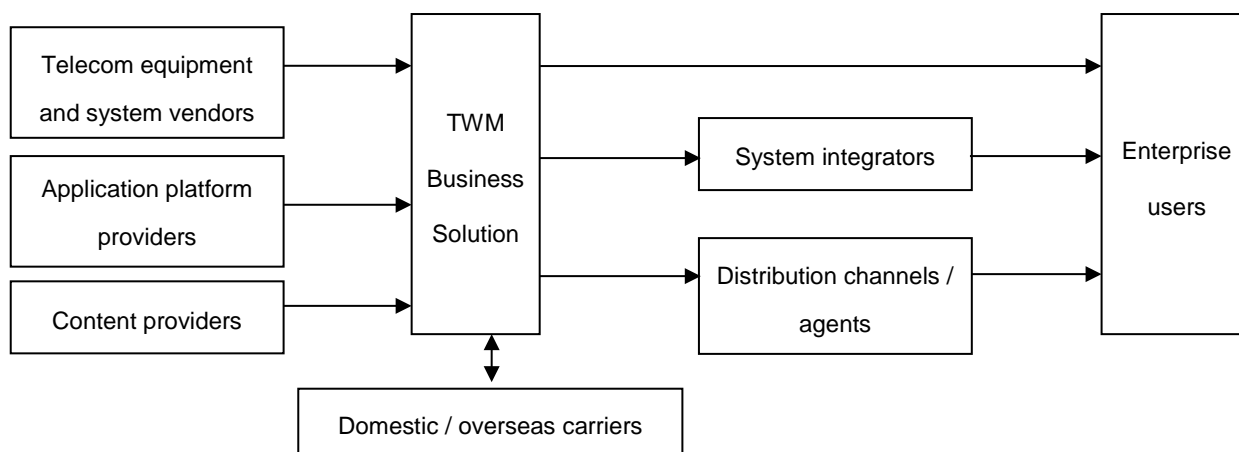 Telecom equipment
and system vendors
Application platform
providers
Content providers
TWM
Business
Solution
Domestic / overseas carriers
System integrators
Distribution channels /
agents
Enterprise
users